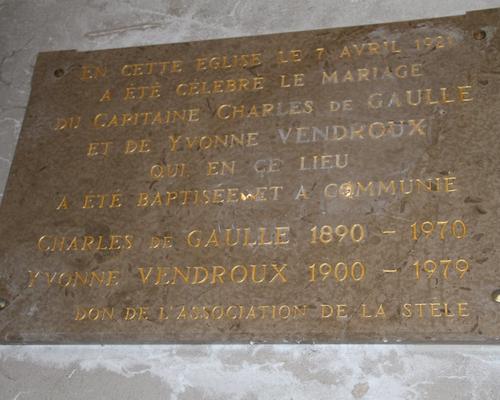 EN CETTE EGLISE LE 7 AVRIL 1921
A ÉTÉ CÉLÉBRÉ LE MARIAGE
DU CAPITAINE CHARLES DE GAULLE
ET DE YVONNE VENDROUX
QUI EN CE LIEU
A ÉTÉ BAPTISÉE ET A COMMUNIÉ
CHARLES DE GAULLE 1890 - 1970
YVONNE VENDROUX 1900 - 1979
DON DE L'ASSOCIATION DE LA STELE